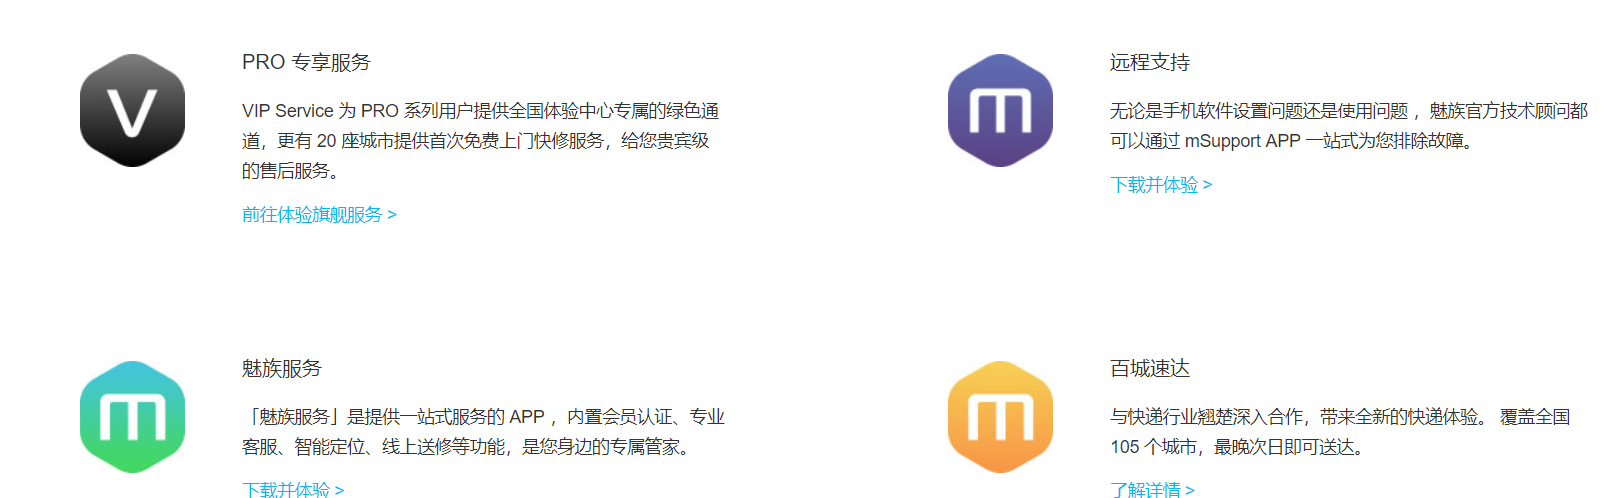 V
PRO 专享服务
VIP Service 为 PRO 系列用户提供全国体验中心专属的绿色通
道，更有 20 座城市提供首次免费上门快修服务，给您贵宾级
的售后服务。
前往体验旗舰服务 >
m
远程支持
无论是手机软件设置问题还是使用问题 ，魅族官方技术顾问都
可以通过 mSupport APP 一站式为您排除故障。
下载并体验 >
m
魅族服务
「魅族服务」是提供一站式服务的 APP ，内置会员认证、专业
客服、智能定位、线上送修等功能，是您身边的专属管家。
下载并体验 >
m
百城速达
与快递行业翘楚深入合作，带来全新的快递体验。 覆盖全国
105 个城市，最晚次日即可送达。
了解详情 >